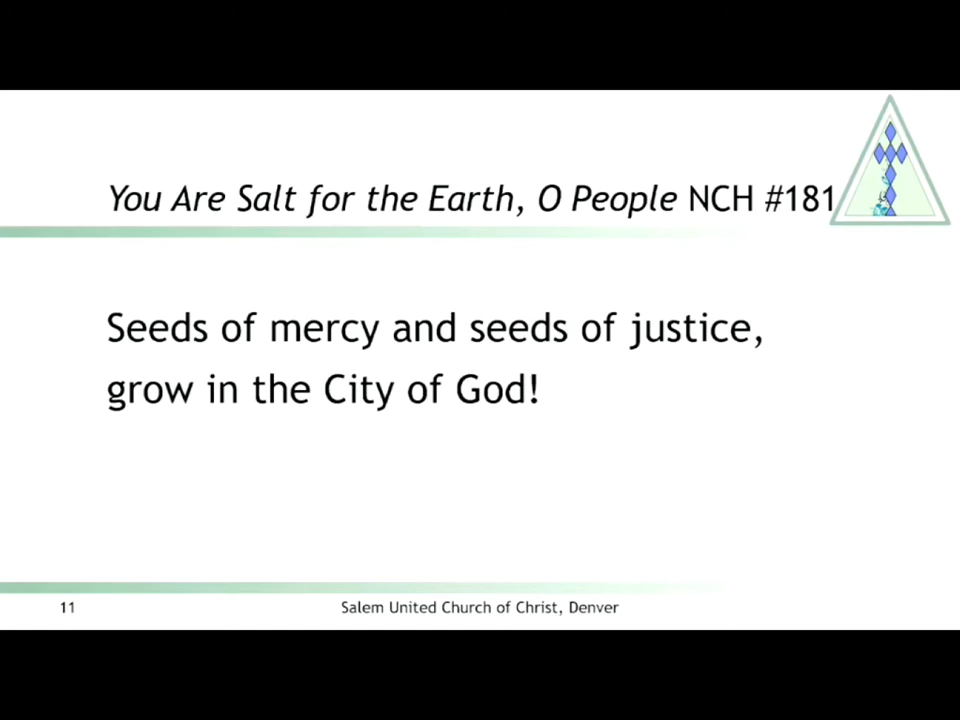 You Are Salt for the Earth, O People NCH #181
Seeds of mercy and seeds of justice,
grow in the City of God!
11
Salem United Church of Christ, Denver